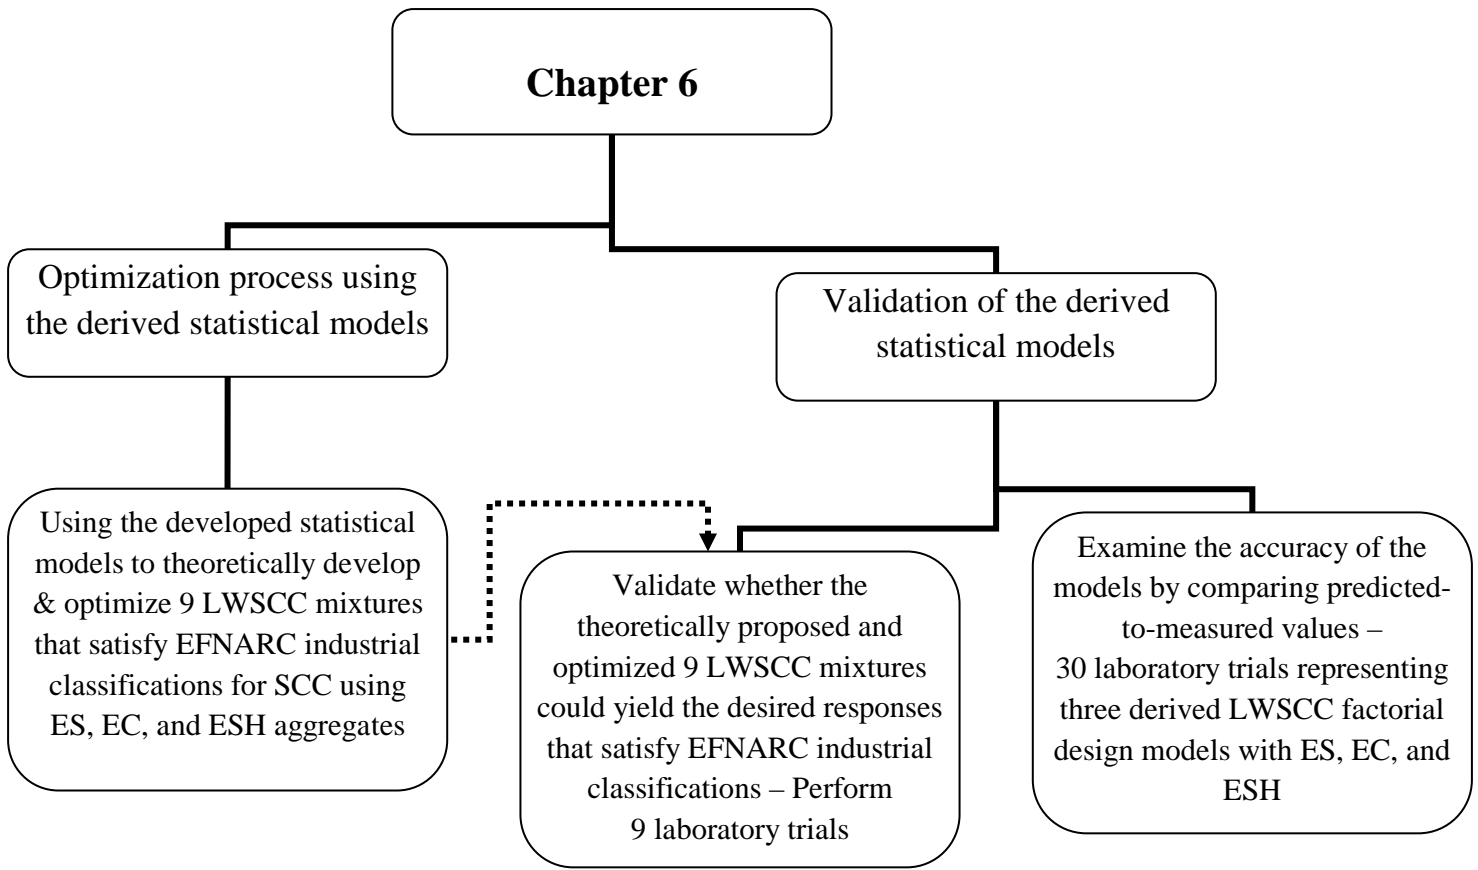 Chapter 6
Optimization process using
the derived statistical models
Validation of the derived
statistical models
Using the developed statistical
models to theoretically develop
& optimize 9 LWSCC mixtures
that satisfy EFNARC industrial
classifications for SCC using
ES, EC, and ESH aggregates
Validate whether the
theoretically proposed and
optimized 9 LWSCC mixtures
could yield the desired responses
that satisfy EFNARC industrial
classifications – Perform
9 laboratory trials
Examine the accuracy of the
models by comparing predicted-
to-measured values –
30 laboratory trials representing
three derived LWSCC factorial
design models with ES, EC, and
ESH